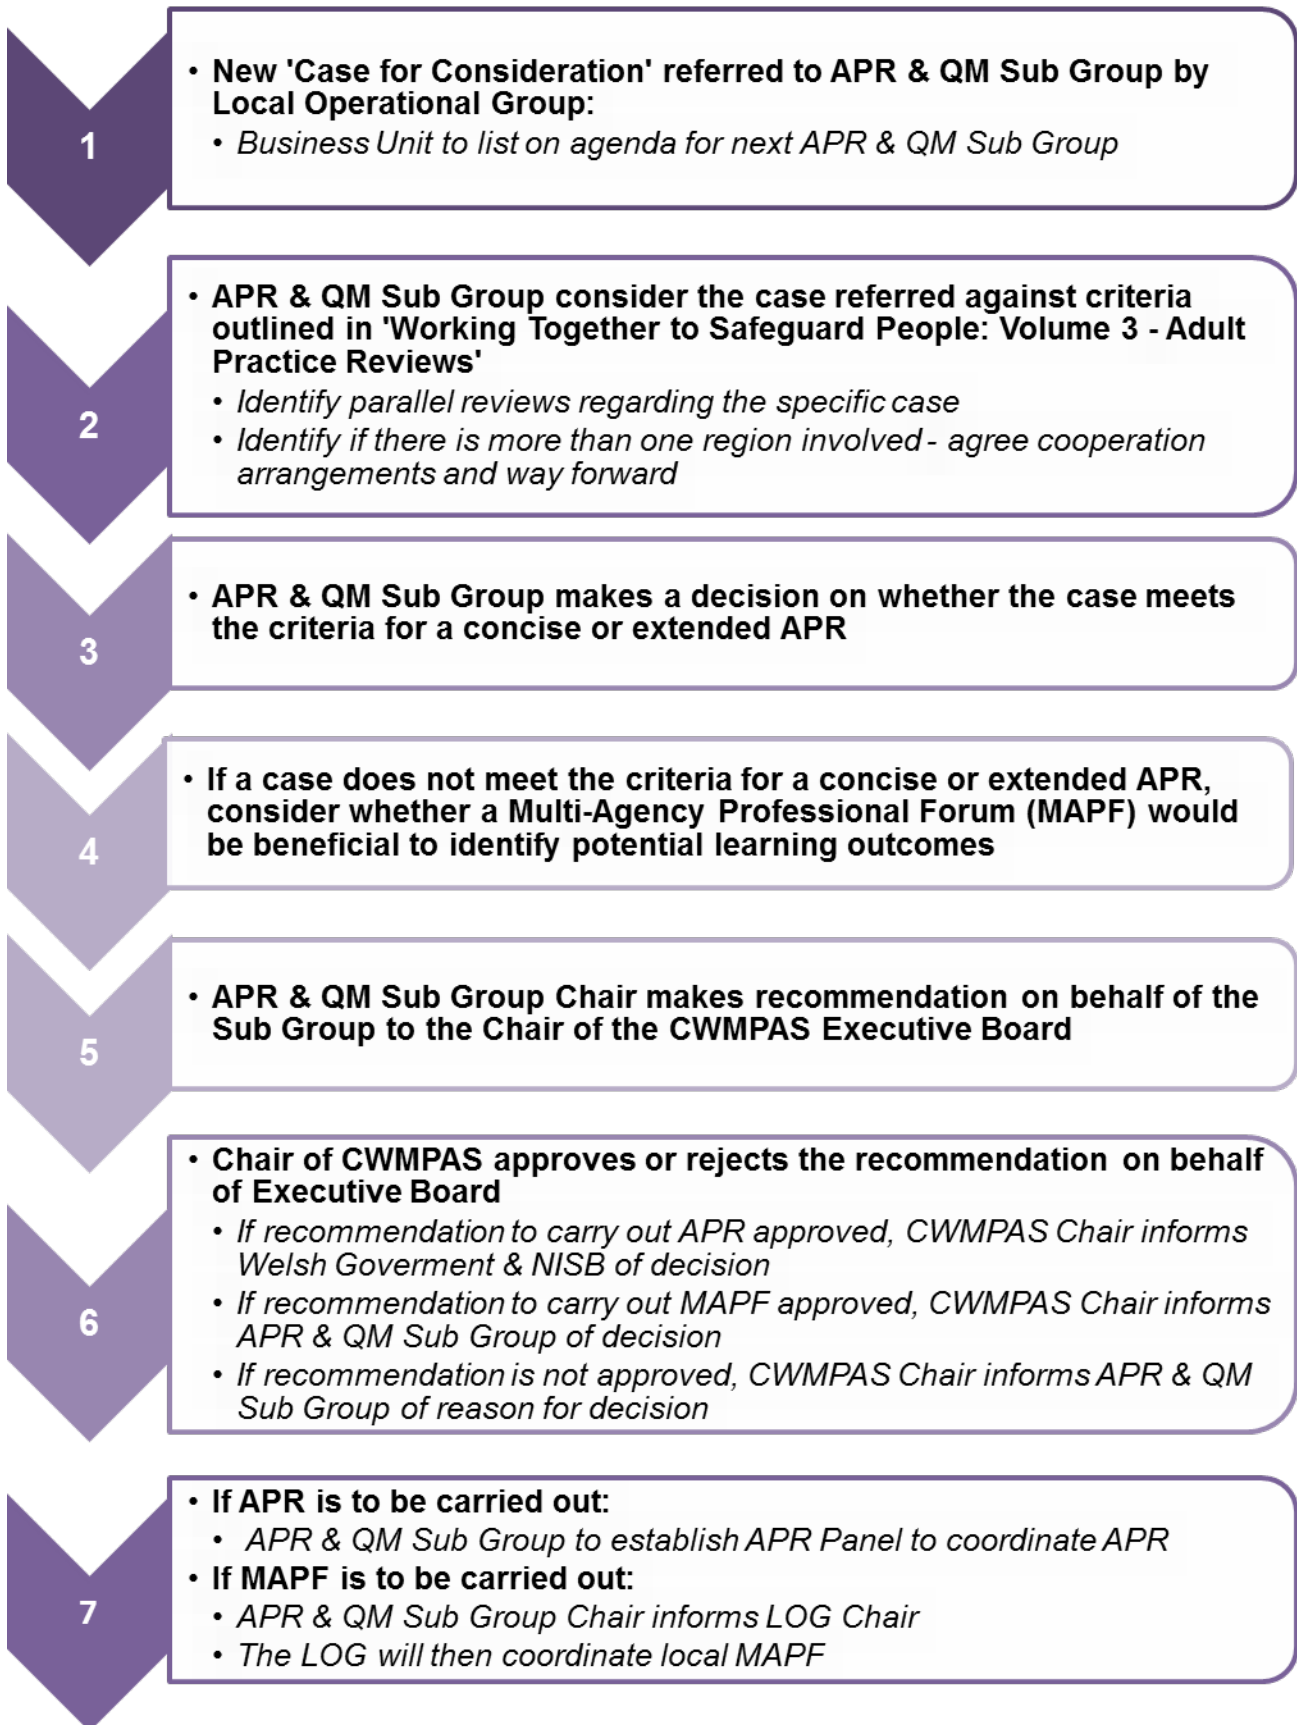 1
• New 'Case for Consideration' referred to APR & QM Sub Group by
Local Operational Group:
• Business Unit to list on agenda for next APR & QM Sub Group
2
• APR & QM Sub Group consider the case referred against criteria
outlined in 'Working Together to Safeguard People: Volume 3 - Adult
Practice Reviews'
• Identify parallel reviews regarding the specific case
• Identify if there is more than one region involved - agree cooperation
arrangements and way forward
3
• APR & QM Sub Group makes a decision on whether the case meets
the criteria for a concise or extended APR
4
• If a case does not meet the criteria for a concise or extended APR,
consider whether a Multi-Agency Professional Forum (MAPF) would
be beneficial to identify potential learning outcomes
5
• APR & QM Sub Group Chair makes recommendation on behalf of the
Sub Group to the Chair of the CWMPAS Executive Board
6
• Chair of CWMPAS approves or rejects the recommendation on behalf
of Executive Board
• If recommendation to carry out APR approved, CWMPAS Chair informs
Welsh Goverment & NISB of decision
• If recommendation to carry out MAPF approved, CWMPAS Chair informs
APR & QM Sub Group of decision
• If recommendation is not approved, CWMPAS Chair informs APR & QM
Sub Group of reason for decision
7
• If APR is to be carried out:
• APR & QM Sub Group to establish APR Panel to coordinate APR
• If MAPF is to be carried out:
• APR & QM Sub Group Chair informs LOG Chair
• The LOG will then coordinate local MAPF